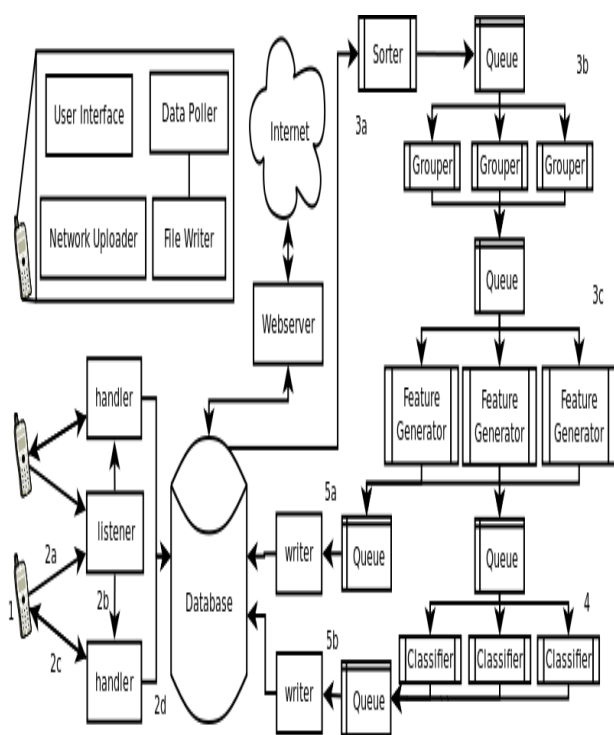 User Interface
Data Poller
Network Uploader
File Writer
Internet
Webserver
Sorter
Queue
3a
3b
Grouper
Grouper
Grouper
Queue
3c
Feature
Generator
Feature
Generator
Feature
Generator
handler
listener
handler
1
2a
2b
2c
2d
Database
5a
writer
Queue
Queue
4
Classifier
Classifier
Classifier
5b
writer
Queue